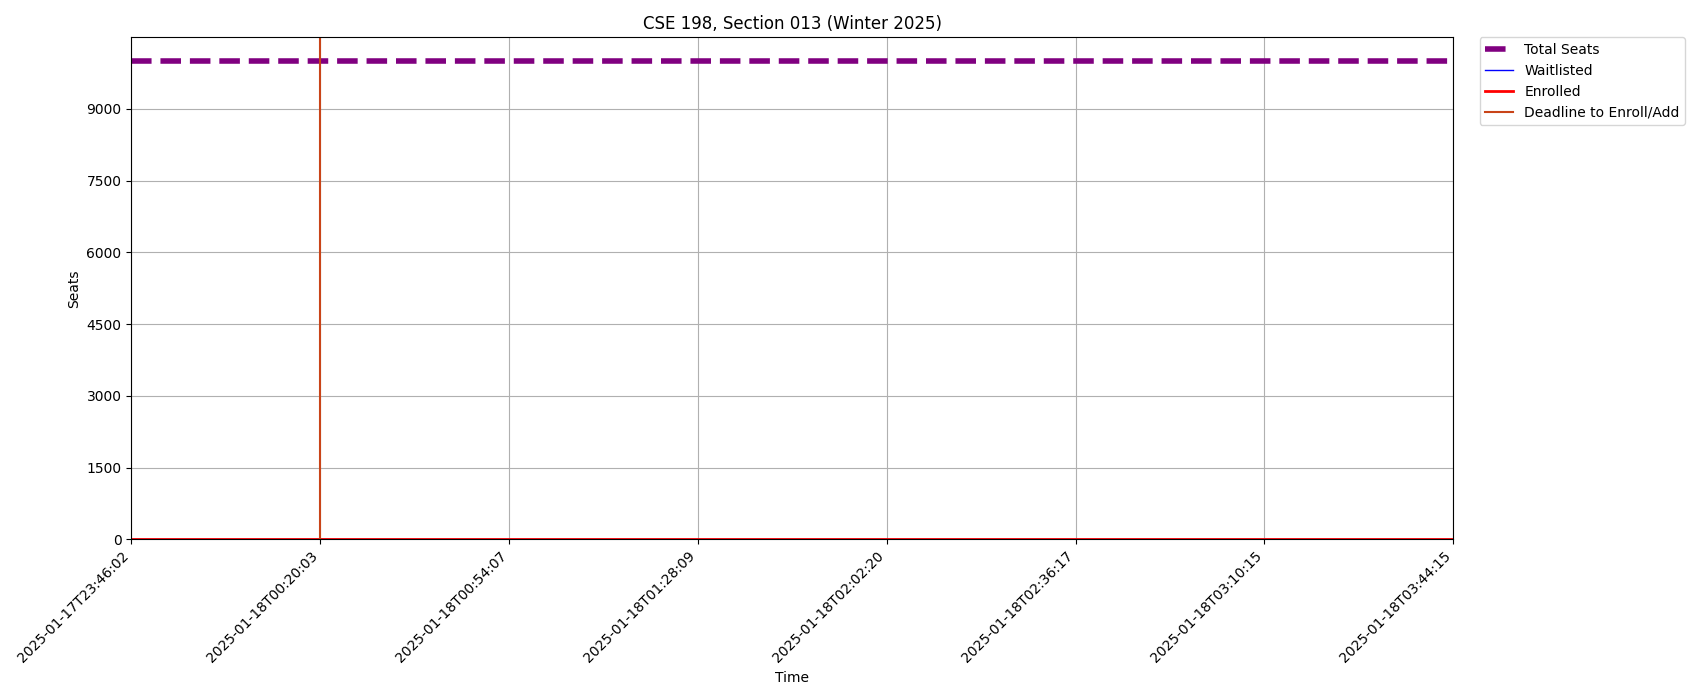 CSE 198, Section 013 (Winter 2025)
Total Seats
Waitlisted
Enrolled
Deadline to Enroll/Add
9000
7500
6000
4500
3000
1500
0
Seats
2025-01-17T23:46:02
2025-01-18T00:20:03
2025-01-18T00:54:07
2025-01-18T01:28:09
2025-01-18T02:02:20
2025-01-18T02:36:17
2025-01-18T03:10:15
2025-01-18T03:44:15
Time